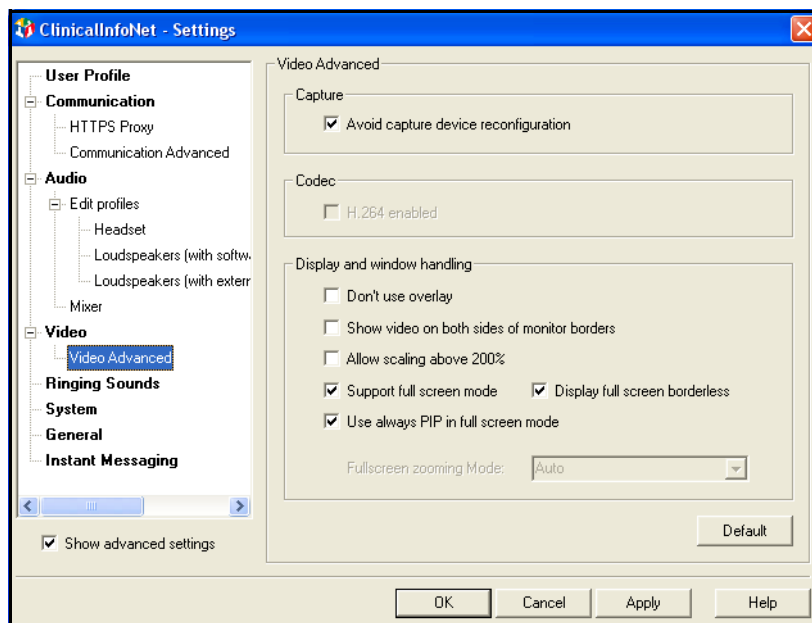 ClinicalInfoNet - Settings
User Profile
Communication
HTTPS Proxy
Communication Advanced
Audio
Edit profiles
Headset
Loudspeakers (with softw
Loudspeakers (with extern
Mixer
Video
Video Advanced
Ringing Sounds
System
General
Instant Messaging
Show advanced settings
Video Advanced
Capture
Avoid capture device reconfiguration
Codec
H.264 enabled
Display and window handling
Don't use overlay
Show video on both sides of monitor borders
Allow scaling above 200%
Support full screen mode Display full screen borderless
Use always PIP in full screen mode
Fullscreen zooming Mode: Auto
Default
OK Cancel Apply Help